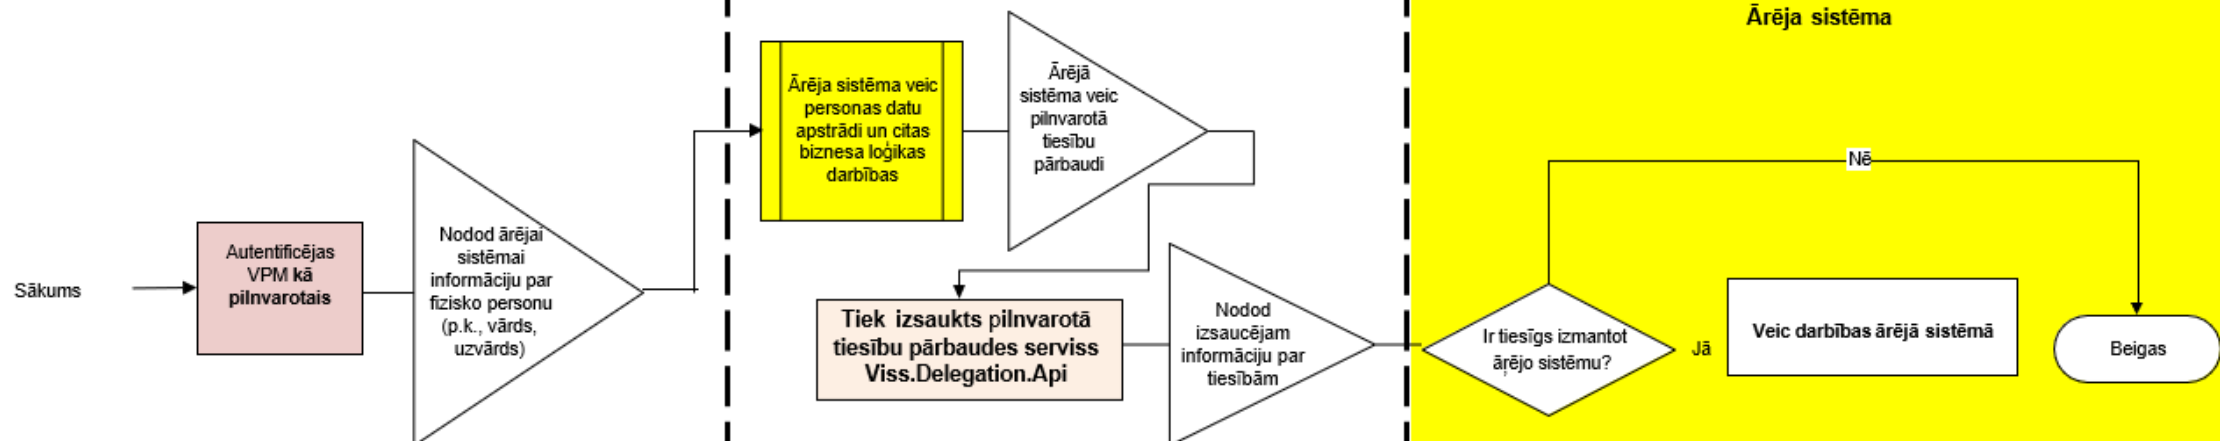 Sākums
Autentificējas
VPM kā
pilnvarotais
Nodod ārējai
sistēmai
informāciju par
fizisko personu
(p.k., vārds,
uzvārds)
Ārēja sistēma veic
personas datu
apstrādi un citas
biznesa loģikas
darbības
Ārējā
sistēma veic
pilnvarotā
tiesību
pārbaudi
Tiek izsaukts pilnvarotā
tiesību pārbaudes serviss
Viss.Delegation.Api
Nodod
izsaucējam
informāciju par
tiesībām
Ārēja sistēma
Nē
Ir tiesīgs izmantot
ārējo sistēmu?
Jā
Veic darbības ārējā sistēmā
Beigas